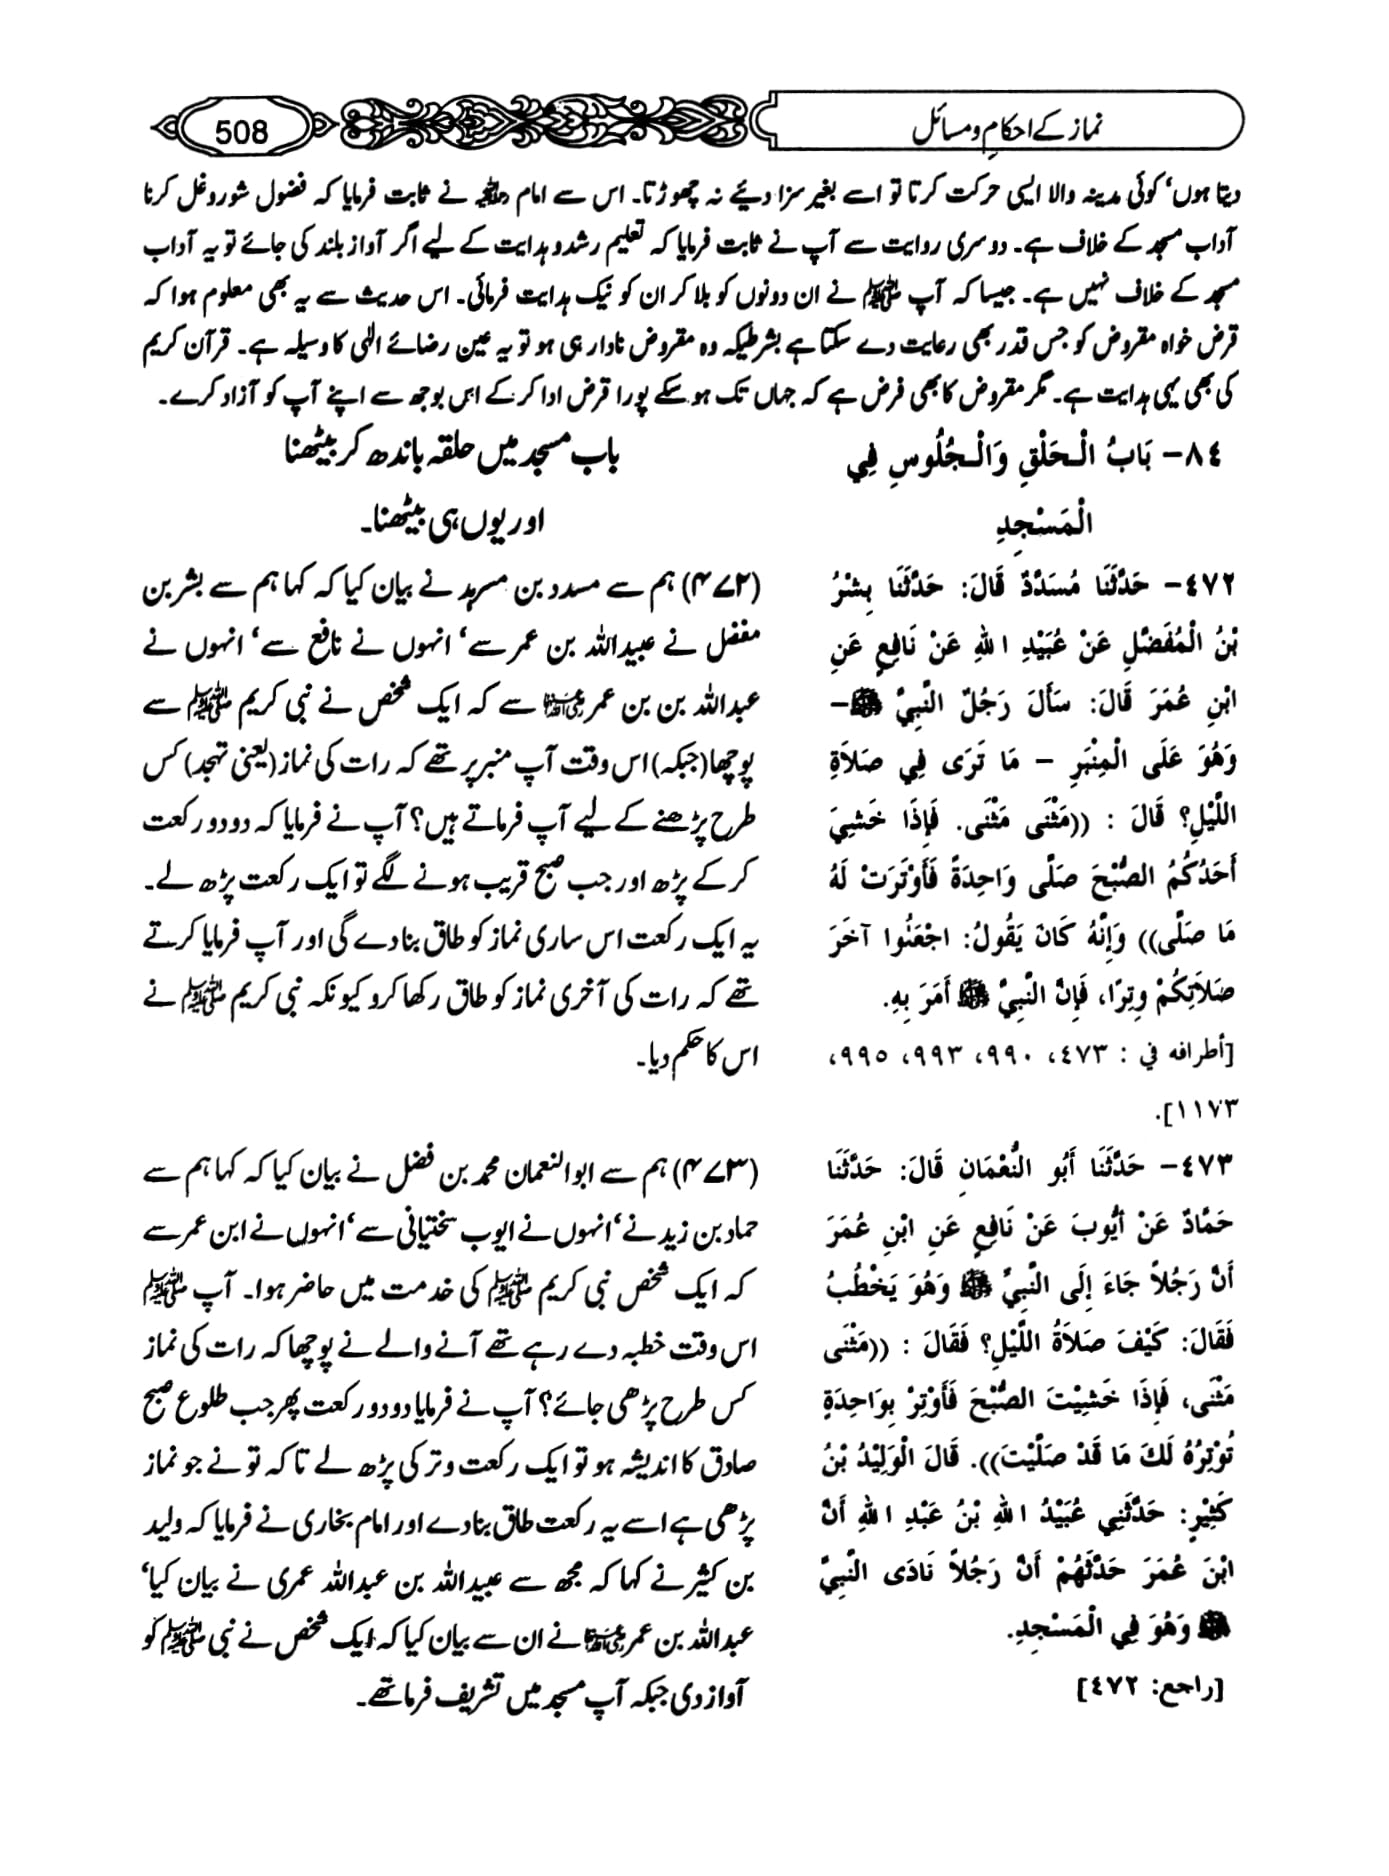 نماز کے احکام و مسائل
508
دیتا ہوں‘ کوئی مدینہ والا ایسی حرکت کرتا تو اسے بغیر سزا دیئے نہ چھوڑتا۔ اس سے امام رحمۃ اللہ علیہ نے ثابت فرمایا کہ فضول شور و غل کرنا
آداب مسجد کے خلاف ہے۔ دوسری روایت سے آپ نے ثابت فرمایا کہ تعلیم رشد و ہدایت کے لیے اگر آواز بلند کی جائے تو یہ آداب
مسجد کے خلاف نہیں ہے۔ جیسا کہ آپ ﷺ نے ان دونوں کو بلا کر ان کو نیک ہدایت فرمائی۔ اس حدیث سے یہ بھی معلوم ہوا کہ
قرض خواہ مقروض کو جس قدر بھی رعایت دے سکتا ہے بشرطیکہ وہ مقروض نادار ہی ہو تو یہ عین رضائے الٰہی کا وسیلہ ہے۔ قرآن کریم
کی بھی یہی ہدایت ہے۔ مگر مقروض کا بھی فرض ہے کہ جہاں تک ہو سکے پورا قرض ادا کر کے اس بوجھ سے اپنے آپ کو آزاد کرے۔
٨٤- بَابُ الْحَلَقِ وَالْجُلُوسِ فِي
الْمَسْجِدِ
٤٧٢- حَدَّثَنَا مُسَدَّدٌ قَالَ: حَدَّثَنَا بِشْرُ
بْنُ الْمُفَضَّلِ عَنْ عُبَيْدِ اللهِ عَنْ نَافِعٍ عَنِ
ابْنِ عُمَرَ قَالَ: سَأَلَ رَجُلٌ النَّبِيَّ ﷺ-
وَهُوَ عَلَى الْمِنْبَرِ – مَا تَرَى فِي صَلاَةِ
اللَّيْلِ؟ قَالَ : ((مَثْنَى مَثْنَى. فَإِذَا خَشِيَ
أَحَدُكُمُ الصُّبْحَ صَلَّى وَاحِدَةً فَأَوْتَرَتْ لَهُ
مَا صَلَّى)) وَإِنَّهُ كَانَ يَقُولُ: اجْعَلُوا آخَرَ
صَلاَتِكُمْ وِتِرًا، فَإِنَّ النَّبِيَّ ﷺ أَمَرَ بِهِ.
[أطرافه في : ٤٧٣، ٩٩٠، ٩٩٣، ٩٩٥،
١١٧٣].
٤٧٣- حَدَّثَنَا أَبُو النُّعْمَانِ قَالَ: حَدَّثَنَا
حَمَّادٌ عَنْ أَيُّوبَ عَنْ نَافِعٍ عَنِ ابْنِ عُمَرَ
أَنَّ رَجُلاً جَاءَ إِلَى النَّبِيِّ ﷺ وَهُوَ يَخْطُبُ
فَقَالَ: كَيْفَ صَلاَةُ اللَّيْلِ؟ فَقَالَ : ((مَثْنَى
مَثْنَى، فَإِذَا خَشِيْتَ الصُّبْحَ فَأَوْتِرْ بِوَاحِدَةٍ
تُوْتِرُهُ لَكَ مَا قَدْ صَلَّيْتَ)). قَالَ الْوَلِيْدُ بْنُ
كَثِيْرٍ: حَدَّثَنِي عُبَيْدُ اللهِ بْنُ عَبْدِ اللهِ أَنَّ
ابْنَ عُمَرَ حَدَّثَهُمْ أَنَّ رَجُلاً نَادَى النَّبِيَّ
ﷺ وَهُوَ فِي الْمَسْجِدِ.
[راجع: ٤٧٢]
باب مسجد میں حلقہ باندھ کر بیٹھنا
اور یوں ہی بیٹھنا۔
(۴۷۲) ہم سے مسدد بن مسرہد نے بیان کیا کہ کہا ہم سے بشر بن
مفضل نے عبیداللہ بن عمر سے‘ انہوں نے نافع سے‘ انہوں نے
عبداللہ بن بن عمر رضی اللہ عنہما سے کہ ایک شخص نے نبی کریم ﷺ سے
پوچھا (جبکہ) اس وقت آپ منبر پر تھے کہ رات کی نماز (یعنی تہجد) کس
طرح پڑھنے کے لیے آپ فرماتے ہیں؟ آپ نے فرمایا کہ دو دو رکعت
کر کے پڑھ اور جب صبح قریب ہونے لگے تو ایک رکعت پڑھ لے۔
یہ ایک رکعت اس ساری نماز کو طاق بنا دے گی اور آپ فرمایا کرتے
تھے کہ رات کی آخری نماز کو طاق رکھا کرو کیونکہ نبی کریم ﷺ نے
اس کا حکم دیا۔
(۴۷۳) ہم سے ابوالنعمان محمد بن فضل نے بیان کیا کہ کہا ہم سے
حماد بن زید نے‘ انہوں نے ایوب سختیانی سے‘ انہوں نے ابن عمر سے
کہ ایک شخص نبی کریم ﷺ کی خدمت میں حاضر ہوا۔ آپ ﷺ
اس وقت خطبہ دے رہے تھے آنے والے نے پوچھا کہ رات کی نماز
کس طرح پڑھی جائے؟ آپ نے فرمایا دو دو رکعت پھر جب طلوع صبح
صادق کا اندیشہ ہو تو ایک رکعت وتر کی پڑھ لے تاکہ تو نے جو نماز
پڑھی ہے اسے یہ رکعت طاق بنا دے اور امام بخاری نے فرمایا کہ ولید
بن کثیر نے کہا کہ مجھ سے عبیداللہ بن عبداللہ عمری نے بیان کیا‘
عبداللہ بن عمر رضی اللہ عنہما نے ان سے بیان کیا کہ ایک شخص نے نبی ﷺ کو
آواز دی جبکہ آپ مسجد میں تشریف فرما تھے۔